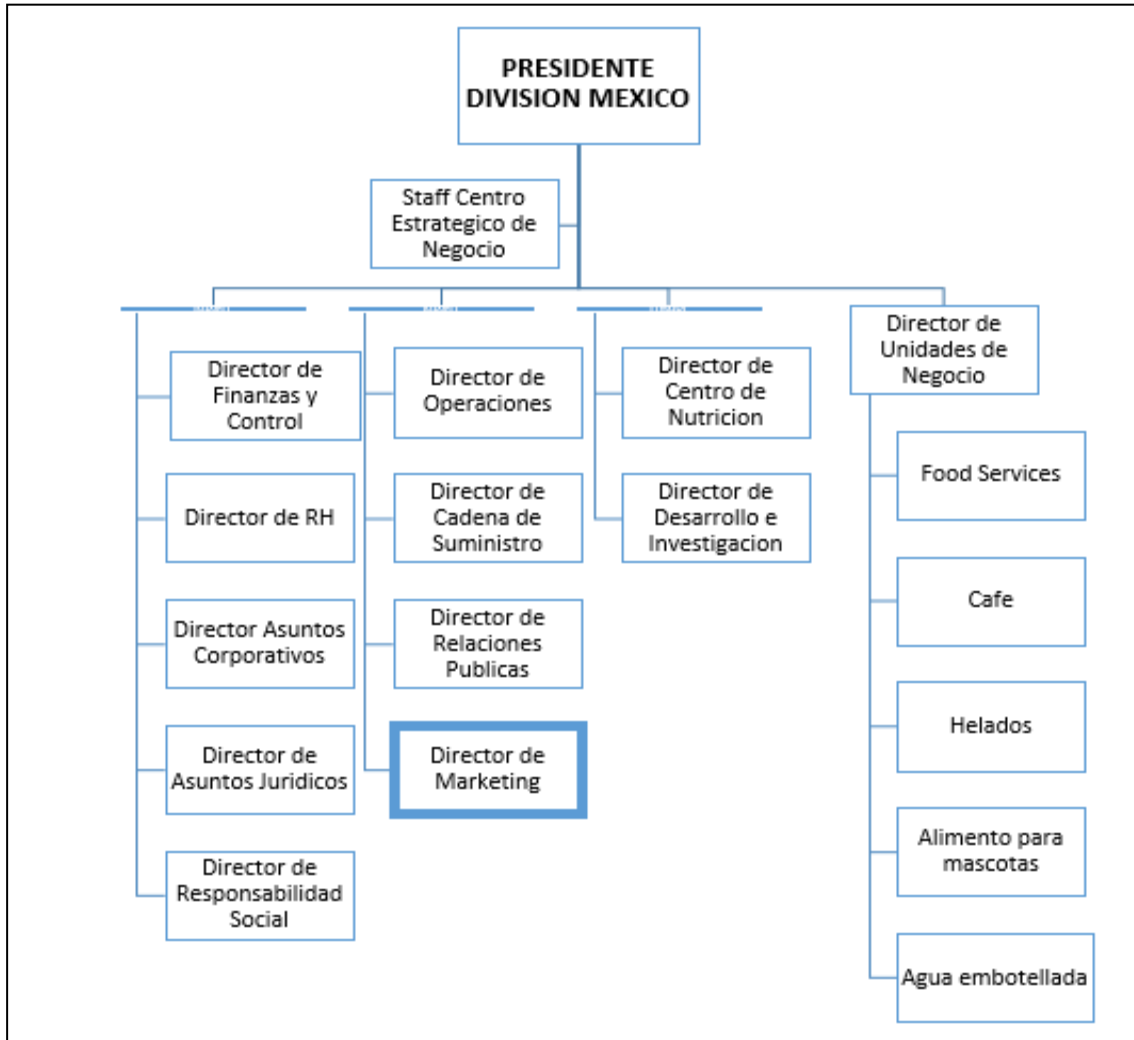 PRESIDENTE
DIVISION MEXICO
Staff Centro
Estrategico de
Negocio
Director de
Finanzas y
Control
Director de RH
Director Asuntos
Corporativos
Director de
Asuntos Juridicos
Director de
Responsabilidad
Social
Director de
Operaciones
Director de
Cadena de
Suministro
Director de
Relaciones
Publicas
Director de
Marketing
Director de
Centro de
Nutricion
Director de
Desarrollo e
Investigacion
Director de
Unidades de
Negocio
Food Services
Cafe
Helados
Alimento para
mascotas
Agua embotellada